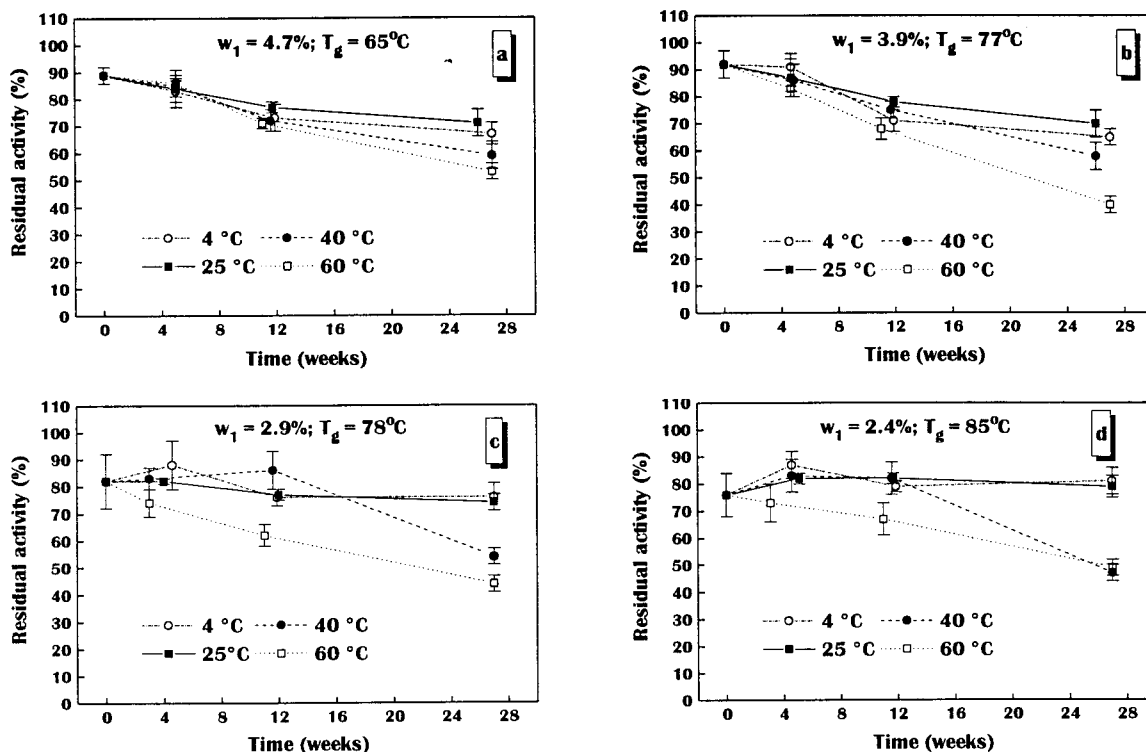 w1 = 4.7%; Tg = 65°C
a
Residual activity (%)
110
100
90
80
70
60
50
40
30
20
10
0
4 °C
40 °C
25 °C
60 °C
0 4 8 12 16 20 24 28
Time (weeks)
w1 = 3.9%; Tg = 77°C
b
Residual activity (%)
110
100
90
80
70
60
50
40
30
20
10
0
4 °C
40 °C
25 °C
60 °C
0 4 8 12 16 20 24 28
Time (weeks)
w1 = 2.9%; Tg = 78°C
c
Residual activity (%)
110
100
90
80
70
60
50
40
30
20
10
0
4 °C
40 °C
25°C
60 °C
0 4 8 12 16 20 24 28
Time (weeks)
w1 = 2.4%; Tg = 85°C
d
Residual activity (%)
110
100
90
80
70
60
50
40
30
20
10
0
4 °C
40 °C
25 °C
60 °C
0 4 8 12 16 20 24 28
Time (weeks)